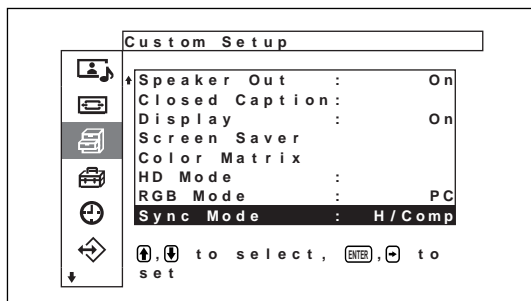 Custom Setup
Speaker Out : On
Closed Caption:
Display : On
Screen Saver
Color Matrix
HD Mode :
RGB Mode : PC
Sync Mode : H/Comp
, to select, ENTER, to
set